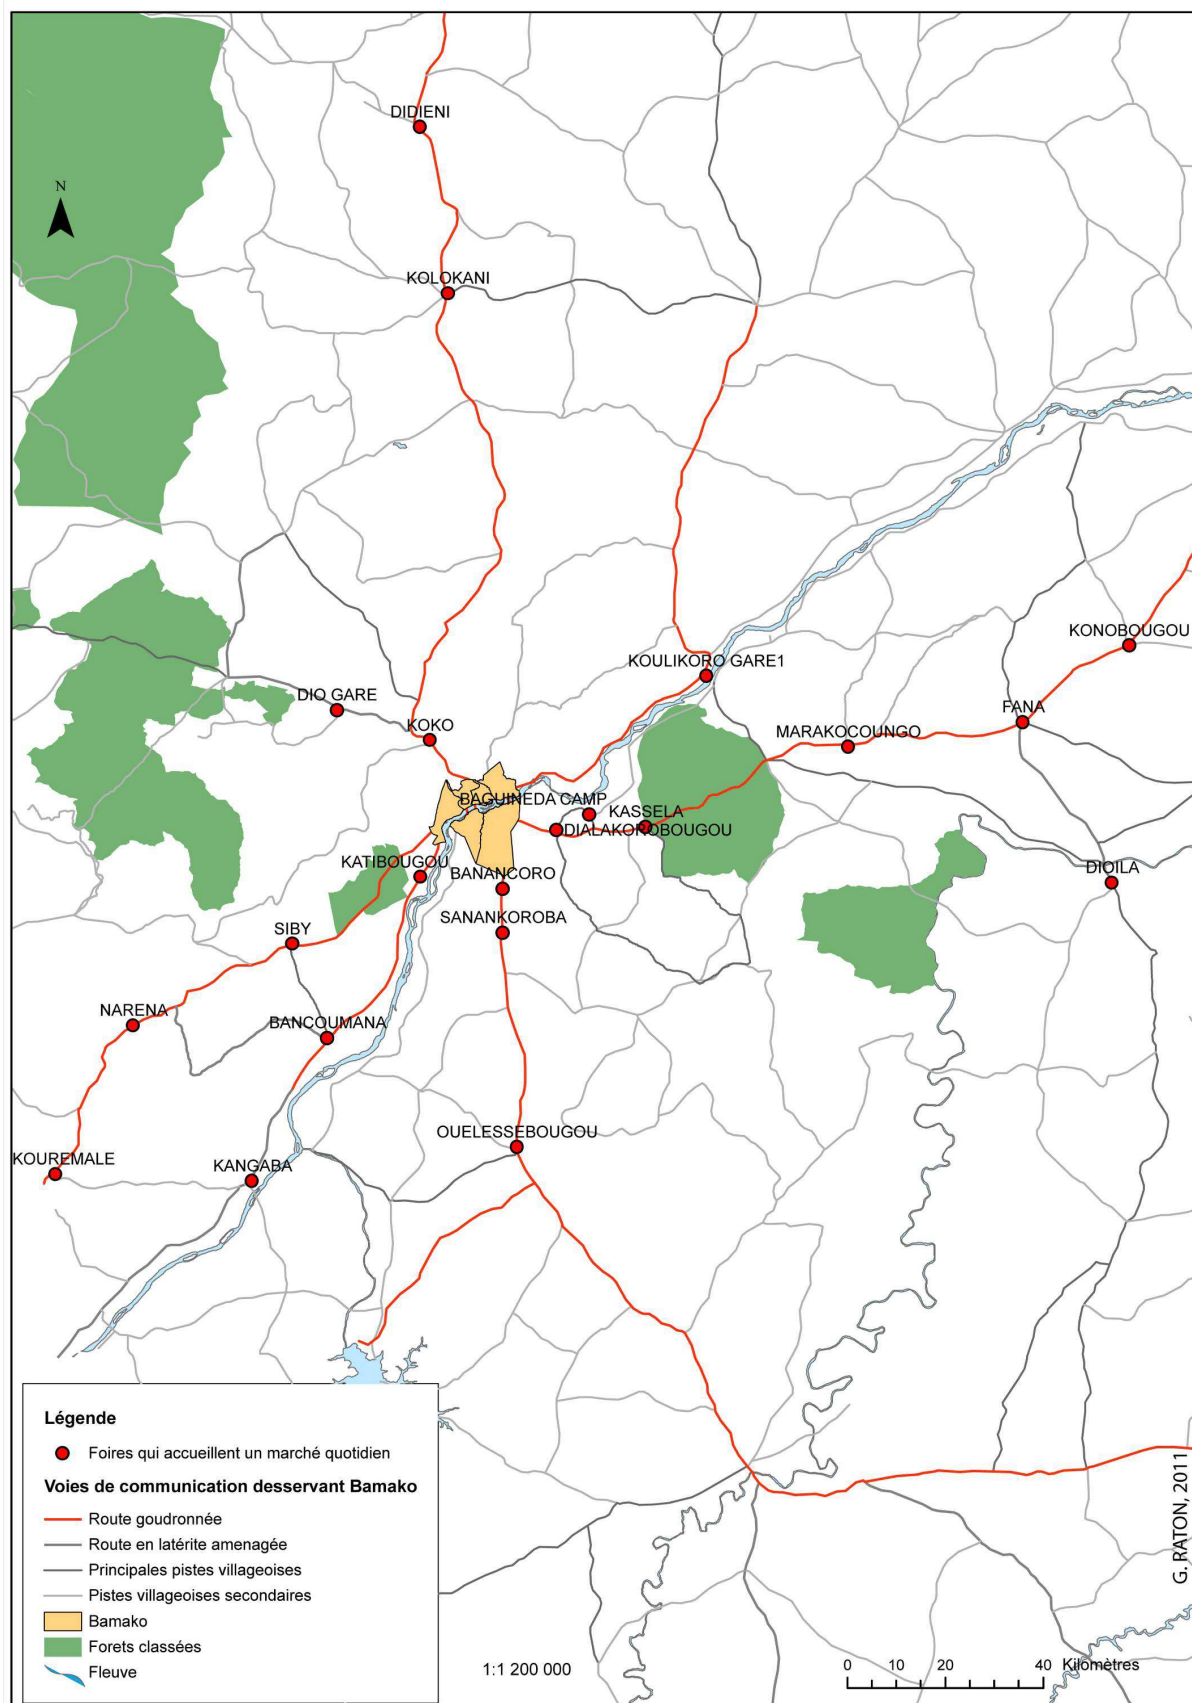 DIDIENI
N
KOLOKANI
KONOBOUGOU
KOULIKORO GARE1
DIO GARE
FANA
KOKO
MARAKOCOUNGO
BAGUINEDA CAMP
KASSELA
DIALAKOROBOUGOU
KATIBOUGOU
BANANCORO
DIOILA
SANANKOROBA
SIBY
NARENA
BANCOUMANA
OUELESSEBOUGOU
KOUREMALE
KANGABA
Légende
Foires qui accueillent un marché quotidien
Voies de communication desservant Bamako
Route goudronnée
Route en latérite amenagée
Principales pistes villageoises
Pistes villageoises secondaires
Bamako
Forets classées
Fleuve
1:1 200 000
0 10 20 40 Kilomètres
G. RATON, 2011